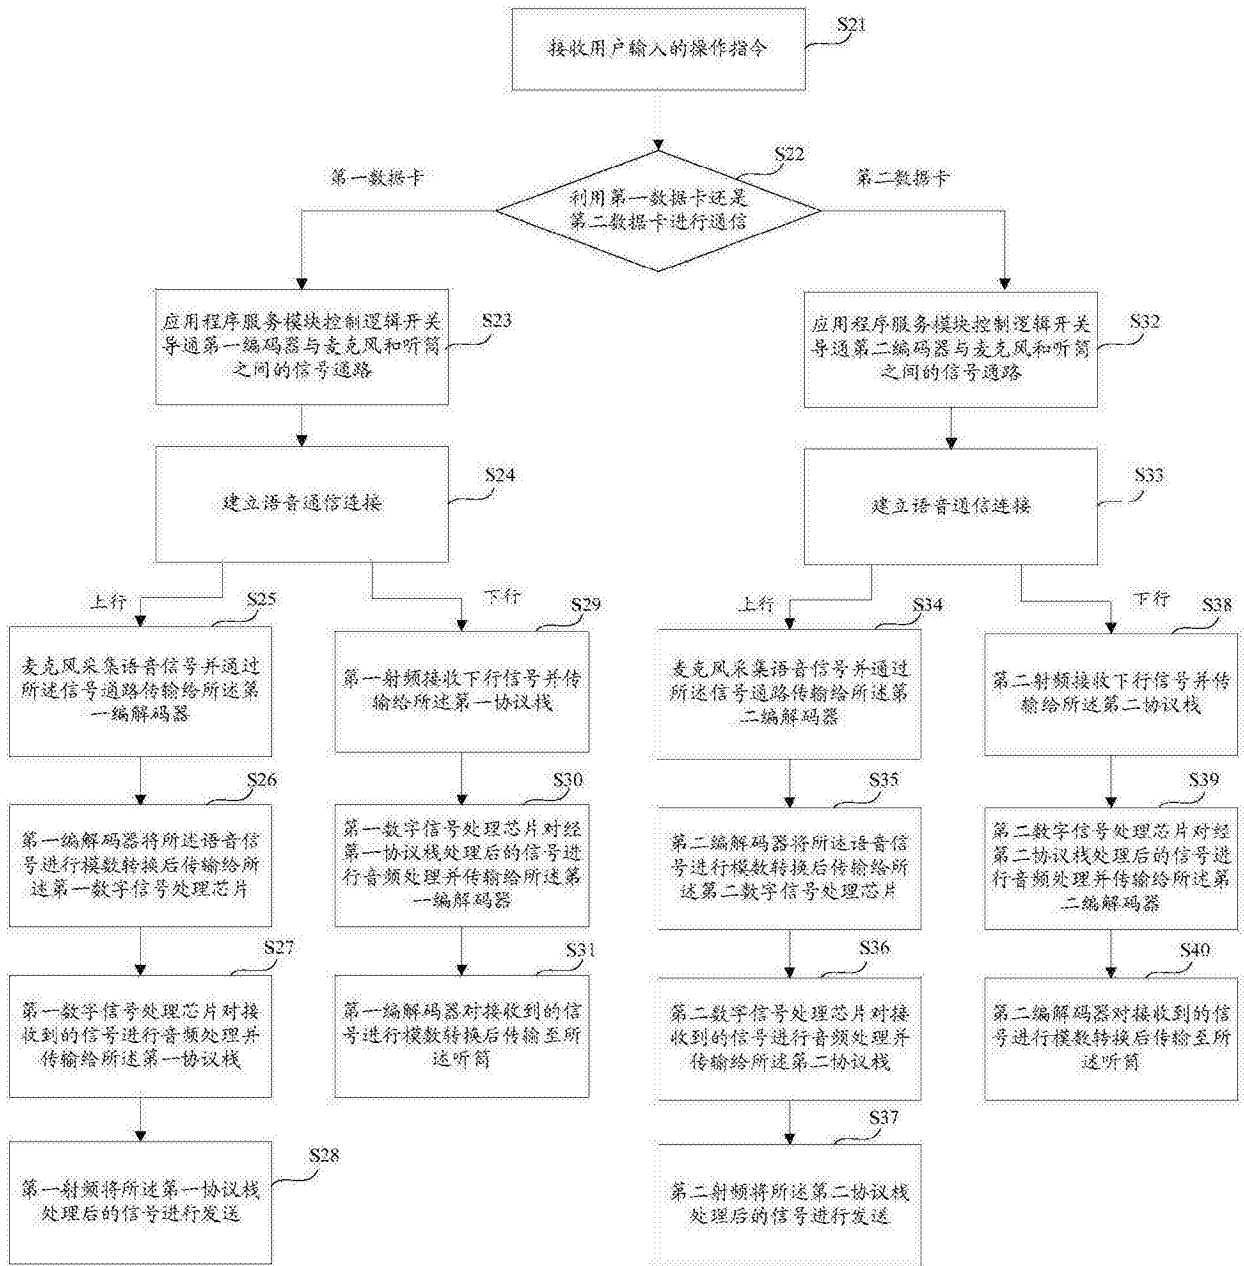 接收用户输入的操作指令
S21
利用第一数据卡还是
第二数据卡进行通信
S22
第一数据卡
第二数据卡
应用程序服务模块控制逻辑开关
导通第一编码器与麦克风和听筒
之间的信号通路
S23
应用程序服务模块控制逻辑开关
导通第二编码器与麦克风和听筒
之间的信号通路
S32
建立语音通信连接
S24
建立语音通信连接
S33
上行
下行
上行
下行
麦克风采集语音信号并通过
所述信号通路传输给所述第
一编解码器
S25
第一射频接收下行信号并传
输给所述第一协议栈
S29
麦克风采集语音信号并通过
所述信号通路传输给所述第
二编解码器
S34
第二射频接收下行信号并传
输给所述第二协议栈
S38
第一编解码器将所述语音信
号进行模数转换后传输给所
述第一数字信号处理芯片
S26
第一数字信号处理芯片对经
第一协议栈处理后的信号进
行音频处理并传输给所述第
一编解码器
S30
第二编解码器将所述语音信
号进行模数转换后传输给所
述第二数字信号处理芯片
S35
第二数字信号处理芯片对经
第二协议栈处理后的信号进
行音频处理并传输给所述第
二编解码器
S39
第一数字信号处理芯片对接
收到的信号进行音频处理并
传输给所述第一协议栈
S27
第一编解码器对接收到的信
号进行模数转换后传输至所
述听筒
S31
第二数字信号处理芯片对接
收到的信号进行音频处理并
传输给所述第二协议栈
S36
第二编解码器对接收到的信
号进行模数转换后传输至所
述听筒
S40
第一射频将所述第一协议栈
处理后的信号进行发送
S28
第二射频将所述第二协议栈
处理后的信号进行发送
S37